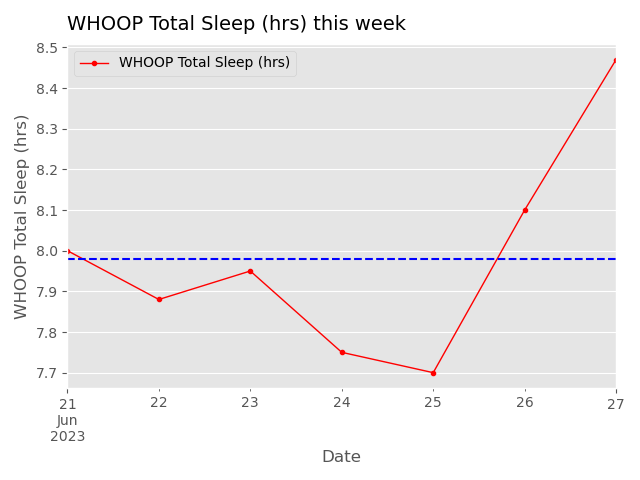 WHOOP Total Sleep (hrs) this week
WHOOP Total Sleep (hrs)
WHOOP Total Sleep (hrs)
8.5
8.4
8.3
8.2
8.1
8.0
7.9
7.8
7.7
21 22 23 24 25 26 27
Jun
2023
Date